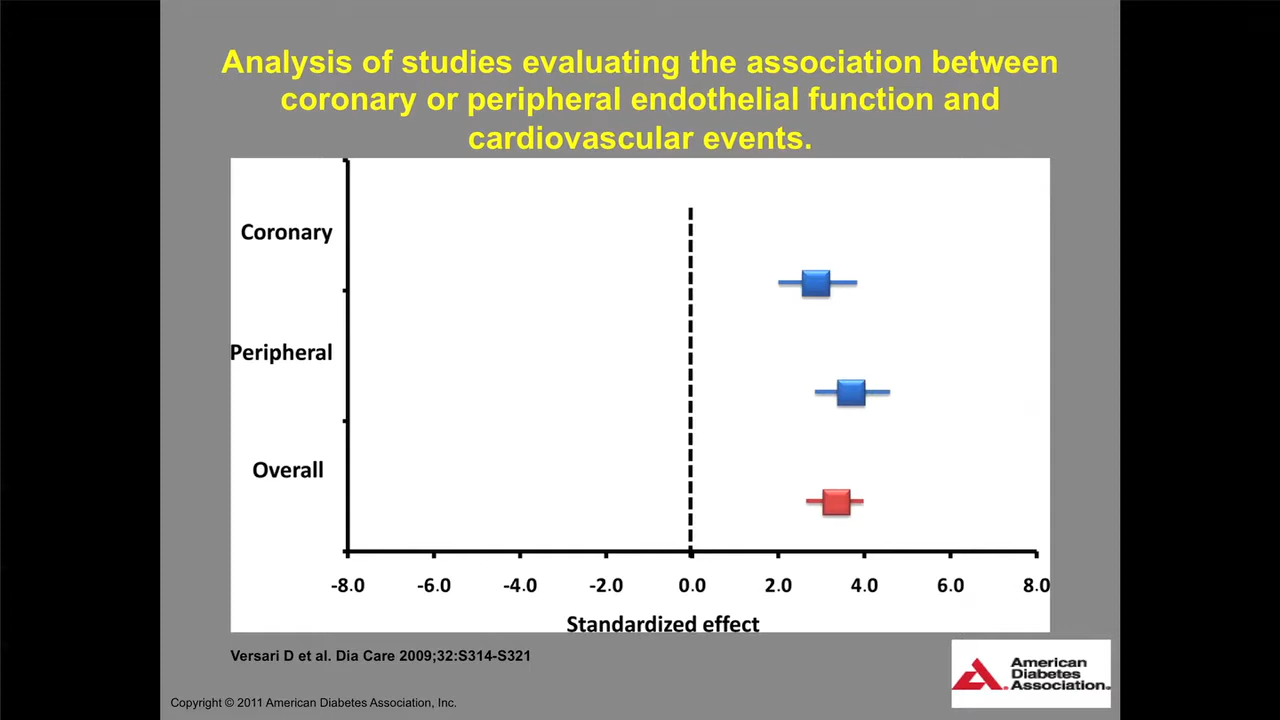 Analysis of studies evaluating the association between
coronary or peripheral endothelial function and
cardiovascular events.
Coronary
Peripheral
Overall
-8.0 -6.0 -4.0 -2.0 0.0 2.0 4.0 6.0 8.0
Standardized effect
Versari D et al. Dia Care 2009;32:S314-S321
American
Diabetes
Association.
Copyright © 2011 American Diabetes Association, Inc.